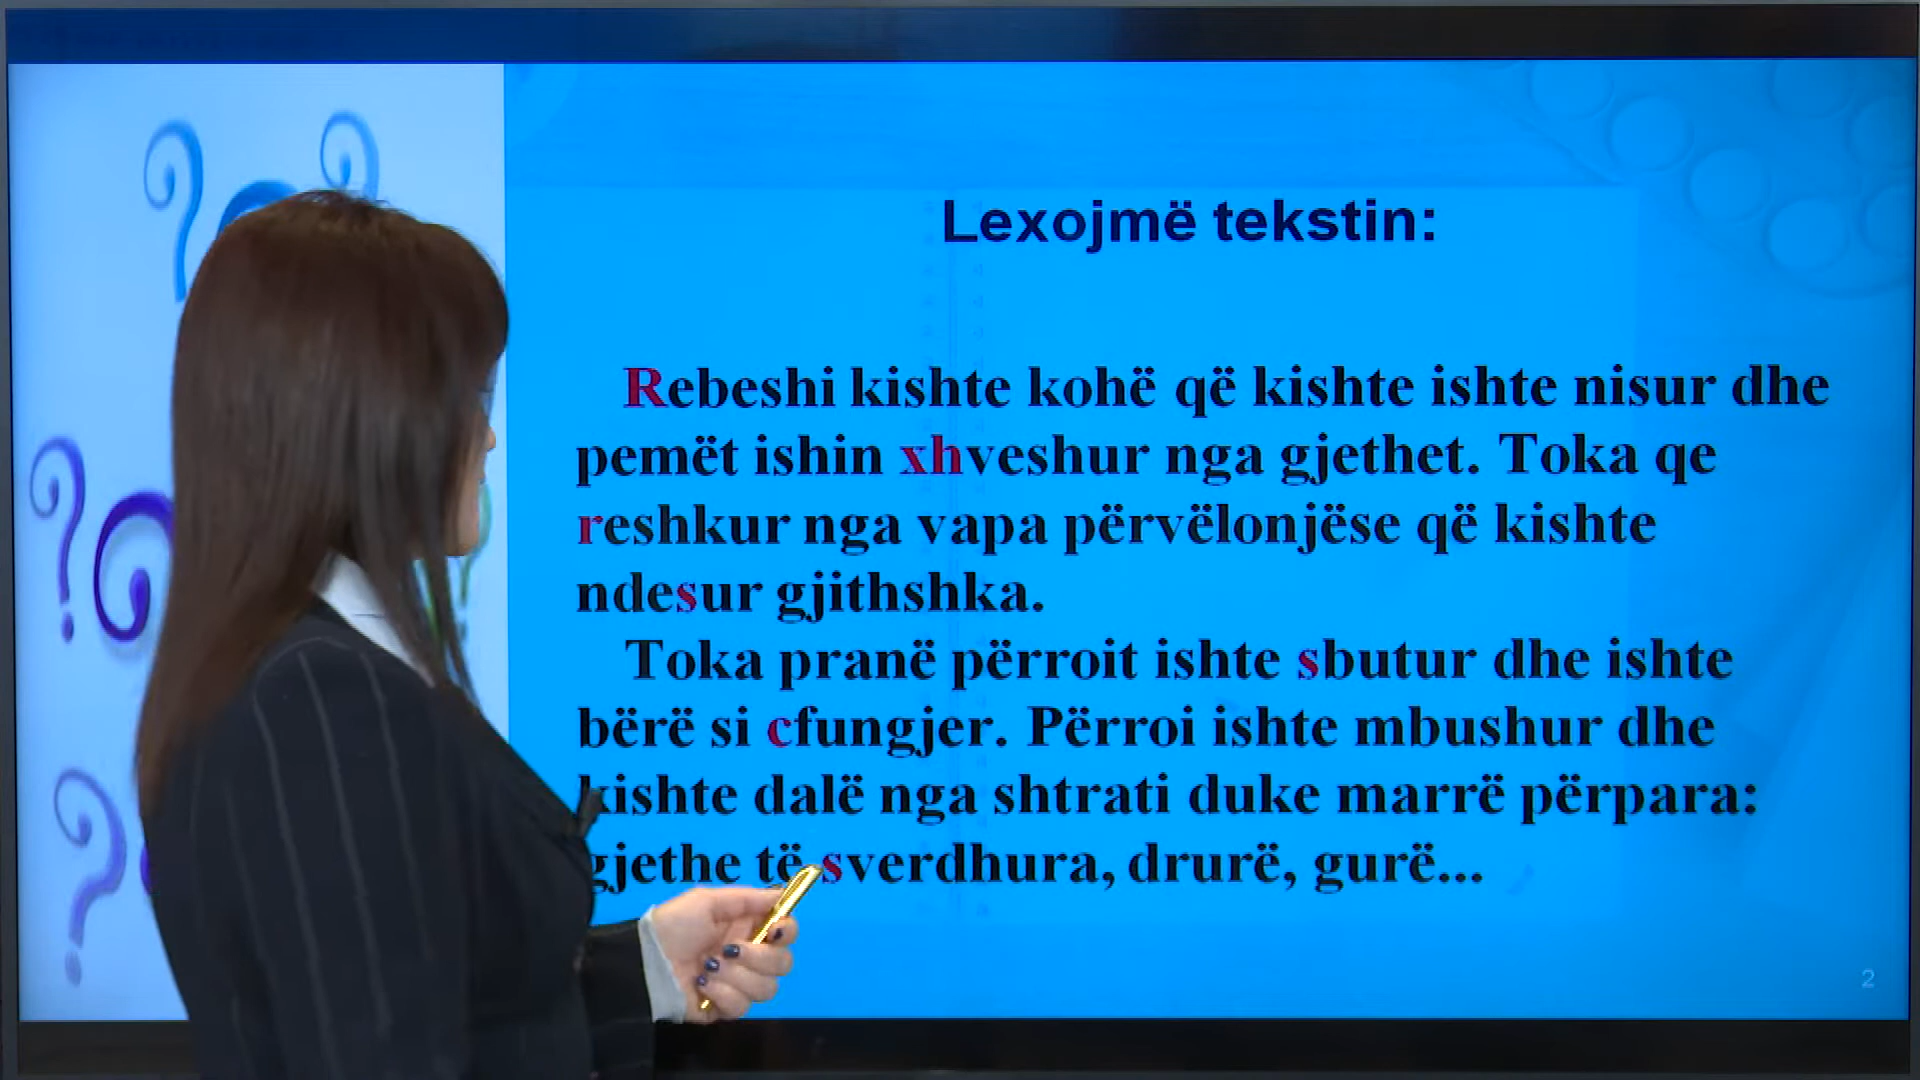 Lexojmë tekstin:
Rebeshi kishte kohë që kishte ishte nisur dhe
pemët ishin xhveshur nga gjethet. Toka qe
reshkur nga vapa përvëlonjëse që kishte
ndesur gjithshka.
Toka pranë përroit ishte sbutur dhe ishte
bërë si cfungjer. Përroi ishte mbushur dhe
kishte dalë nga shtrati duke marrë përpara:
gjethe të sverdhura, drurë, gurë...
2